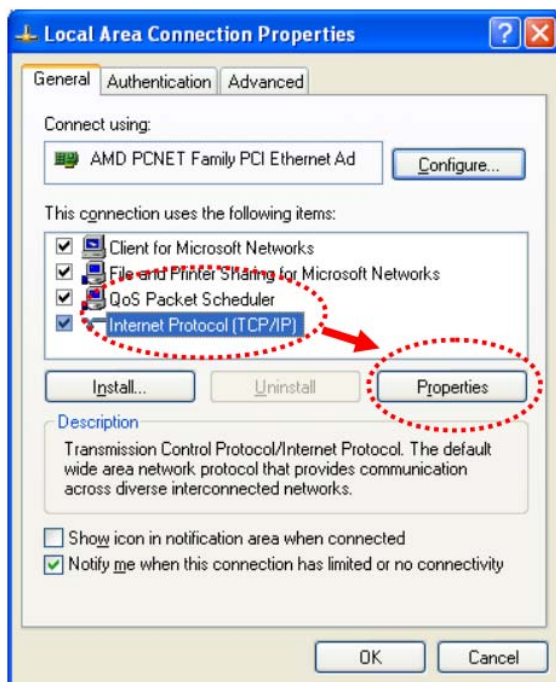 Local Area Connection Properties
General Authentication Advanced
Connect using:
AMD PCNET Family PCI Ethernet Ad
Configure...
This connection uses the following items:
Client for Microsoft Networks
File and Printer Sharing for Microsoft Networks
QoS Packet Scheduler
Internet Protocol (TCP/IP)
Install... Uninstall Properties
Description
Transmission Control Protocol/Internet Protocol. The default
wide area network protocol that provides communication
across diverse interconnected networks.
Show icon in notification area when connected
Notify me when this connection has limited or no connectivity
OK Cancel